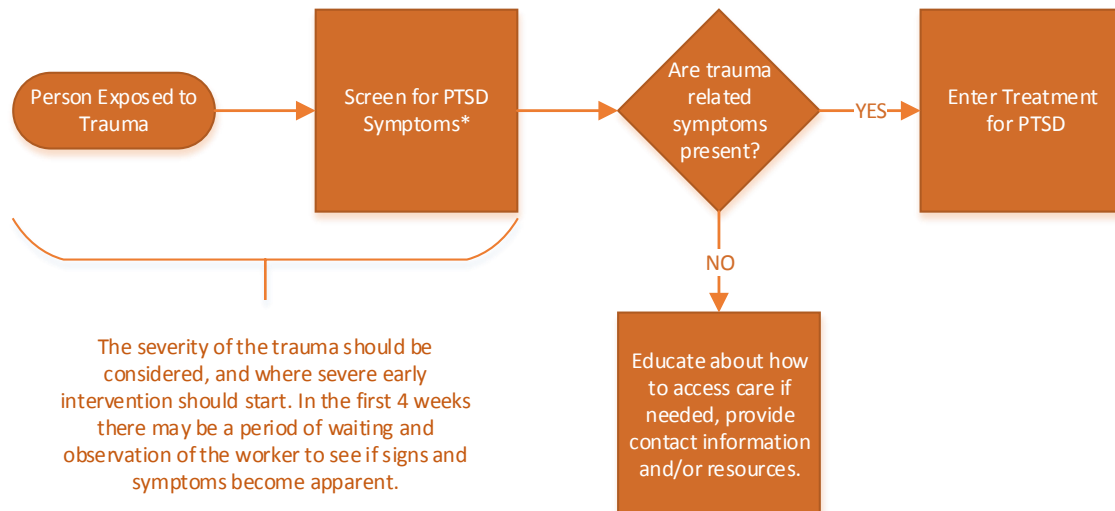 Person Exposed to
Trauma
Screen for PTSD
Symptoms*
Are trauma
related
symptoms
present?
YES
Enter Treatment
for PTSD
NO
Educate about how
to access care if
needed, provide
contact information
and/or resources.
The severity of the trauma should be
considered, and where severe early
intervention should start. In the first 4 weeks
there may be a period of waiting and
observation of the worker to see if signs and
symptoms become apparent.